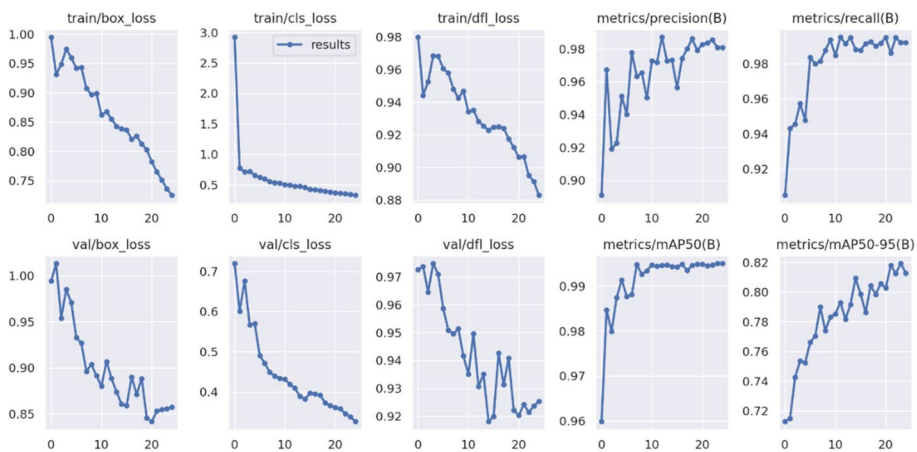 train/box_loss
1.00
0.95
0.90
0.85
0.80
0.75
0 10 20
train/cls_loss
3.0
2.5
2.0
1.0
0.5
0 10 20
results
train/dfl_loss
0.98
0.96
0.94
0.92
0.90
0.88
0 10 20
metrics/precision(B)
0.98
0.96
0.94
0.92
0.90
0 10 20
metrics/recall(B)
0.98
0.94
0.92
0 10 20
val/box_loss
1.00
0.95
0.90
0.85
0 10 20
val/cls_loss
0.7
0.6
0.5
0.4
0 10 20
val/dfl_loss
0.97
0.96
0.95
0.94
0.93
0.92
0 10 20
metrics/mAP50(B)
0.99
0.98
0.97
0.96
0 10 20
metrics/mAP50-95(B)
0.82
0.80
0.78
0.76
0.74
0.72
0 10 20